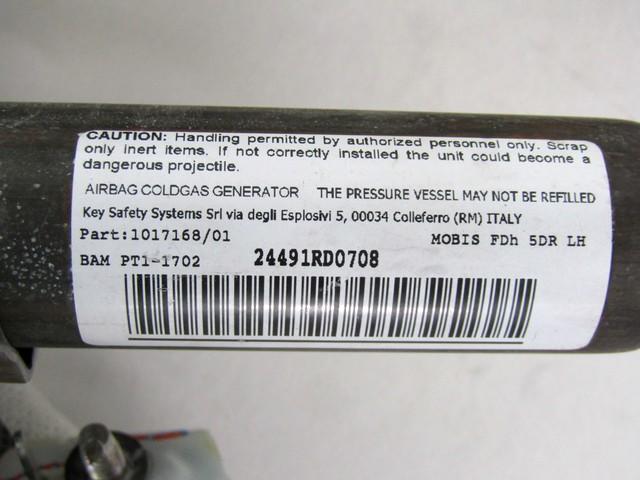 CAUTION: Handling permitted by authorized personnel only. Scrap
only inert items. If not correctly installed the unit could become a
dangerous projectile.
AIRBAG COLDGAS GENERATOR THE PRESSURE VESSEL MAY NOT BE REFILLED
Key Safety Systems Srl via degli Esplosivi 5, 00034 Colleferro (RM) ITALY
Part:1017168/01 MOBIS FDh 5DR LH
BAM PT1-1702 24491RD0708